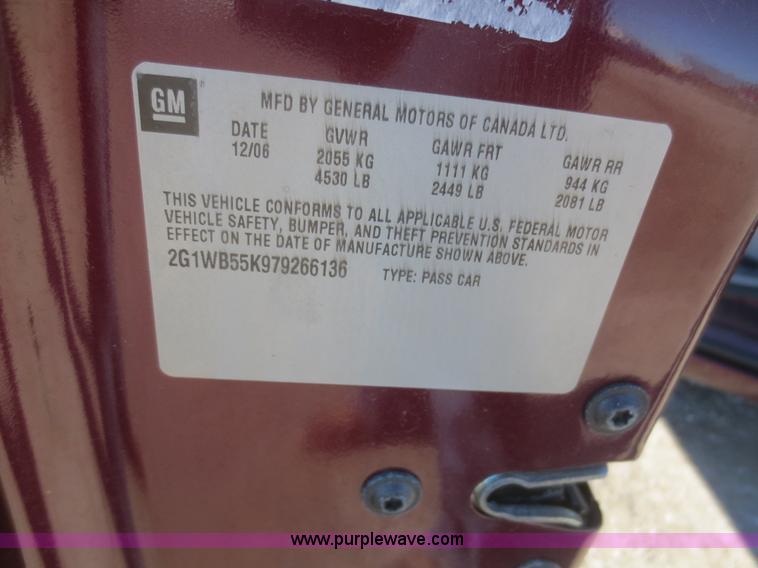 GM
MFD BY GENERAL MOTORS OF CANADA LTD.
DATE GVWR GAWR FRT GAWR RR
12/06 2055 KG 1111 KG 944 KG
4530 LB 2449 LB 2081 LB
THIS VEHICLE CONFORMS TO ALL APPLICABLE U.S. FEDERAL MOTOR
VEHICLE SAFETY, BUMPER, AND THEFT PREVENTION STANDARDS IN
EFFECT ON THE DATE OF MANUFACTURE SHOWN ABOVE.
2G1WB55K979266136 TYPE: PASS CAR
www.purplewave.com